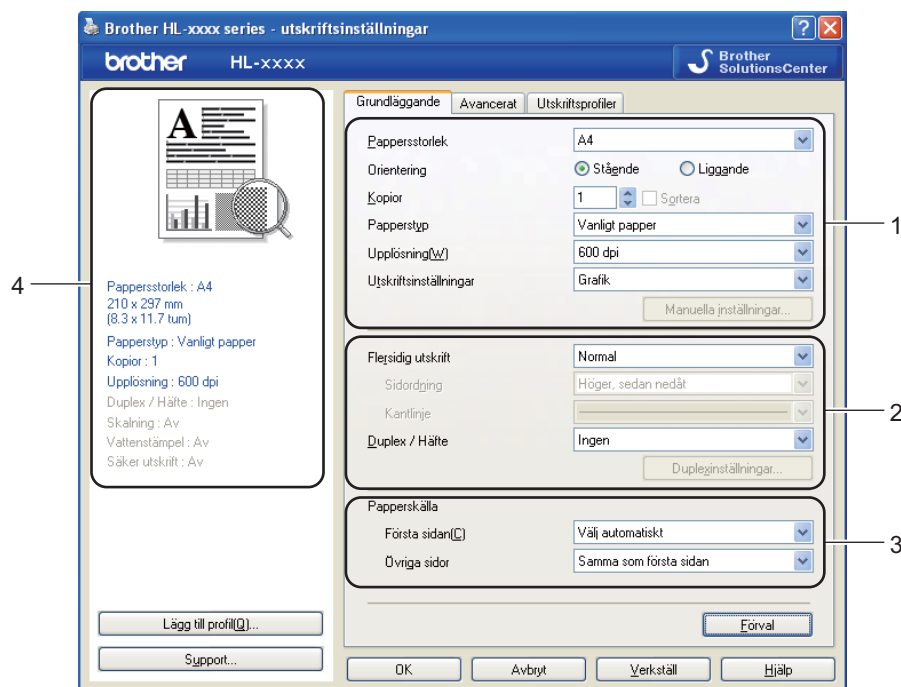 Brother HL-xxxx series - utskriftsinställningar
brother HL-xxxx
Brother
SolutionsCenter
A
Pappersstorlek : A4
210 x 297 mm
(8.3 x 11.7 tum)
Papperstyp : Vanligt papper
Kopior : 1
Upplösning : 600 dpi
Duplex / Häfte : Ingen
Skalning : Av
Vattenstämpel : Av
Säker utskrift : Av
4
Lägg till profil(Q)...
Support...
Grundläggande Avancerat Utskriftsprofiler
Pappersstorlek A4
Orientering Stående Liggande
Kopior 1 Sortera
Papperstyp Vanligt papper
Upplösning(W) 600 dpi
Utskriftsinställningar Grafik
Manuella inställningar...
1
Flersidig utskrift Normal
Sidordning Höger, sedan nedåt
Kantlinje
Duplex / Häfte Ingen
Duplexinställningar...
2
Papperskälla
Första sidan(C) Välj automatiskt
Övriga sidor Samma som första sidan
3
Förval
OK Avbryt Verkställ Hjälp